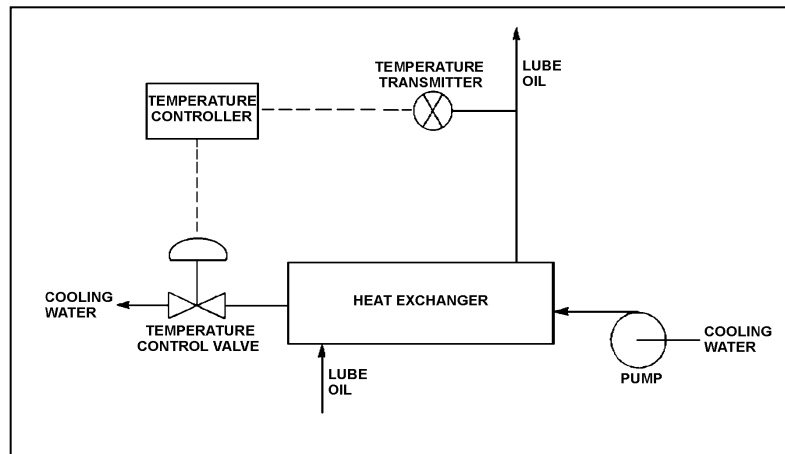 LUBE
OIL
TEMPERATURE
TRANSMITTER
TEMPERATURE
CONTROLLER
HEAT EXCHANGER
COOLING
WATER
TEMPERATURE
CONTROL VALVE
COOLING
WATER
PUMP
LUBE
OIL